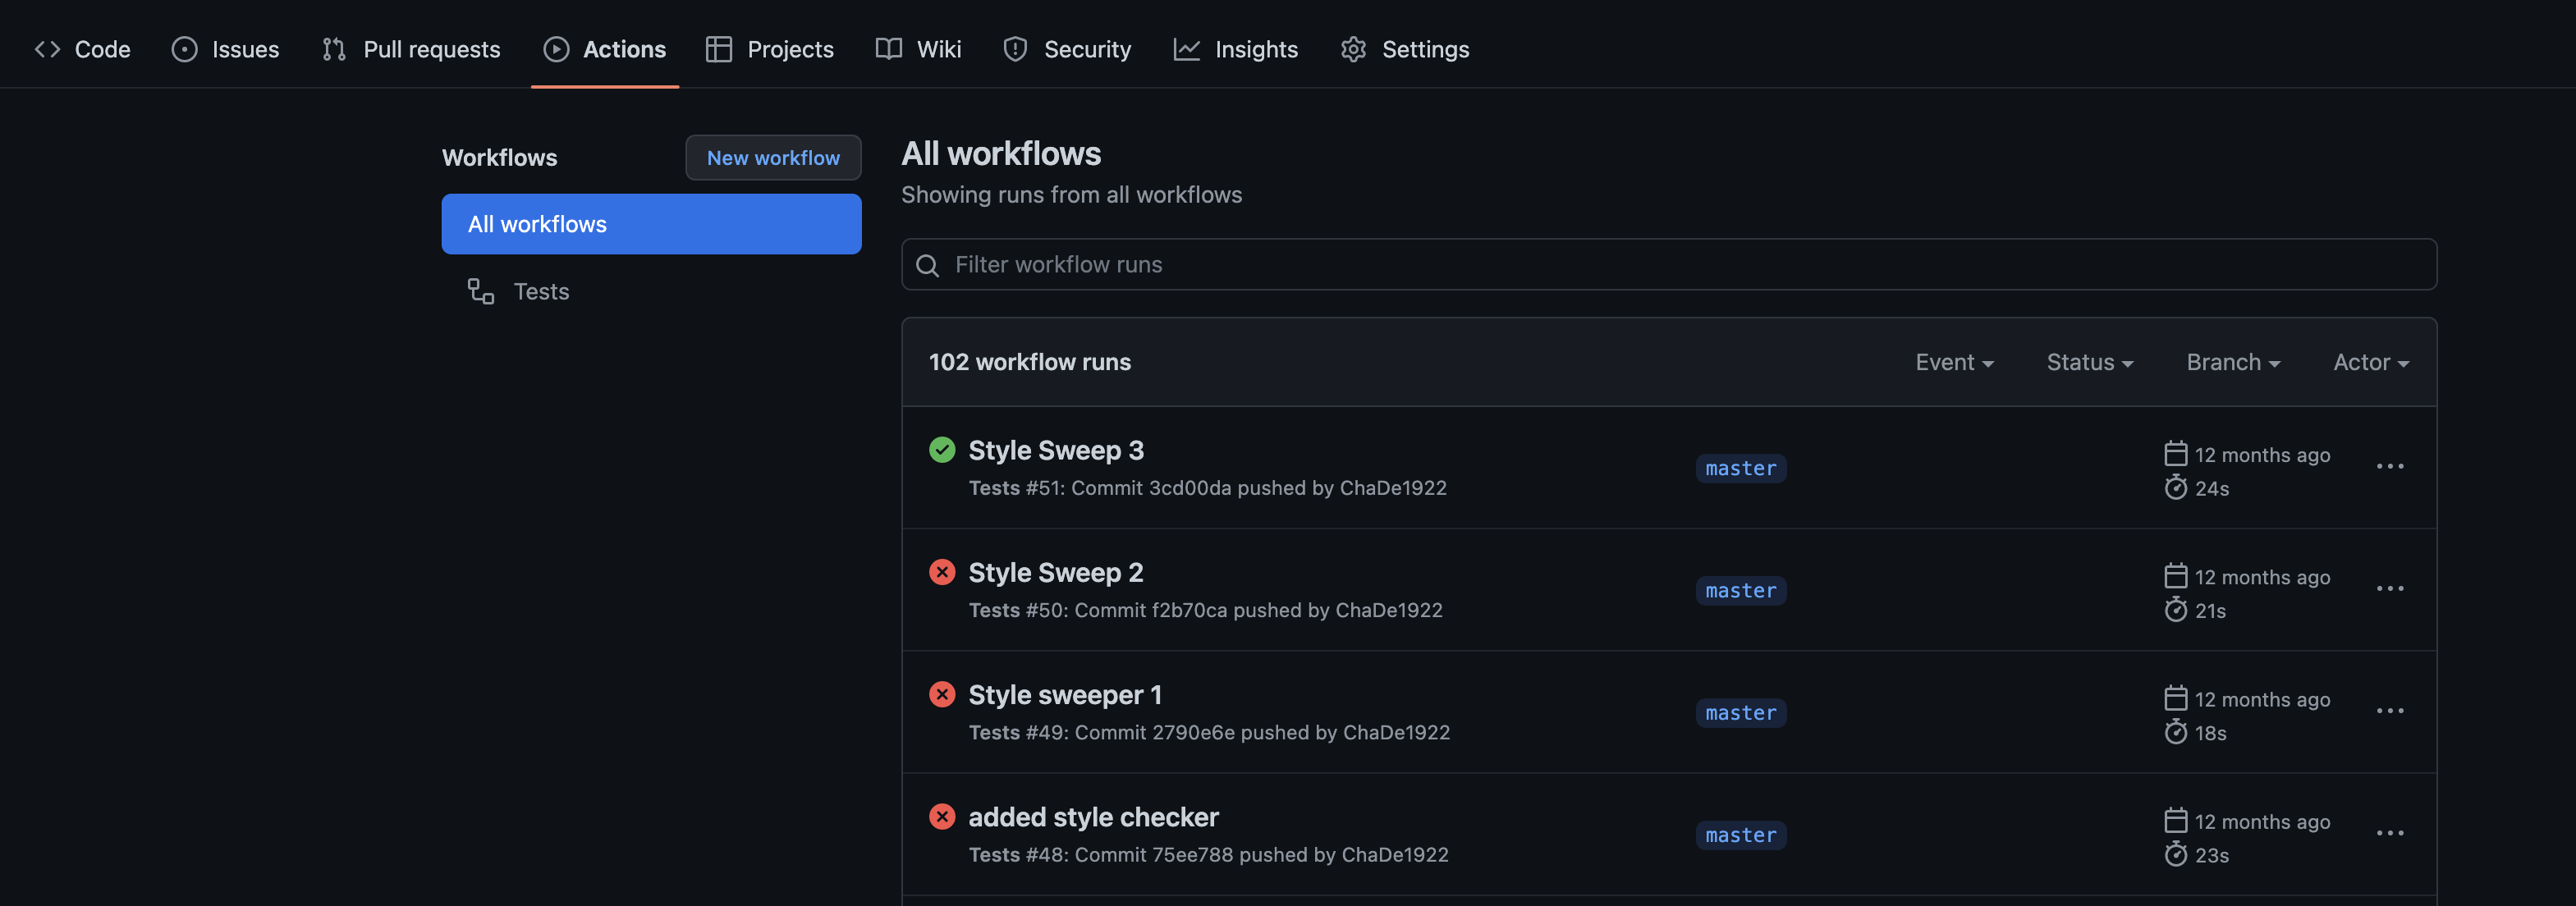 Code Issues Pull requests Actions Projects Wiki Security Insights Settings
Workflows New workflow
All workflows
Tests
All workflows
Showing runs from all workflows
Filter workflow runs
102 workflow runs Event Status Branch Actor
Style Sweep 3
Tests #51: Commit 3cd00da pushed by ChaDe1922
master
12 months ago
24s
Style Sweep 2
Tests #50: Commit f2b70ca pushed by ChaDe1922
master
12 months ago
21s
Style sweeper 1
Tests #49: Commit 2790e6e pushed by ChaDe1922
master
12 months ago
18s
added style checker
Tests #48: Commit 75ee788 pushed by ChaDe1922
master
12 months ago
23s